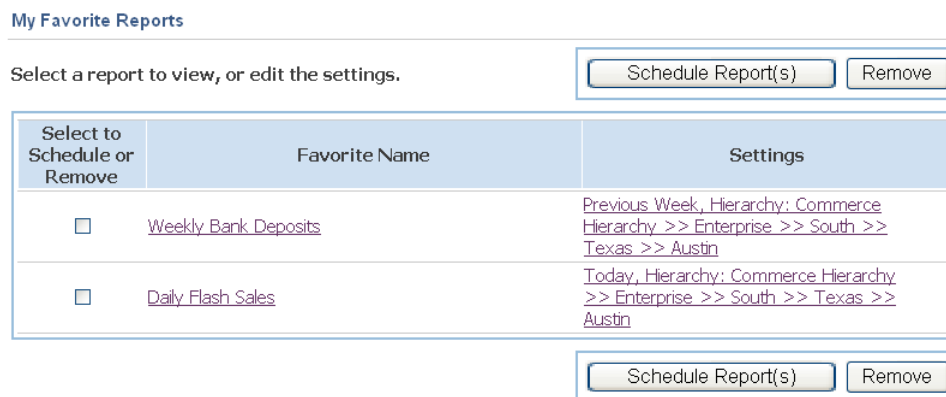 My Favorite Reports
Select a report to view, or edit the settings.
Schedule Report(s) Remove
Select to
Schedule or
Remove
Favorite Name
Settings
Weekly Bank Deposits
Previous Week, Hierarchy: Commerce
Hierarchy >> Enterprise >> South >>
Texas >> Austin
Daily Flash Sales
Today, Hierarchy: Commerce Hierarchy
>> Enterprise >> South >> Texas >>
Austin
Schedule Report(s) Remove